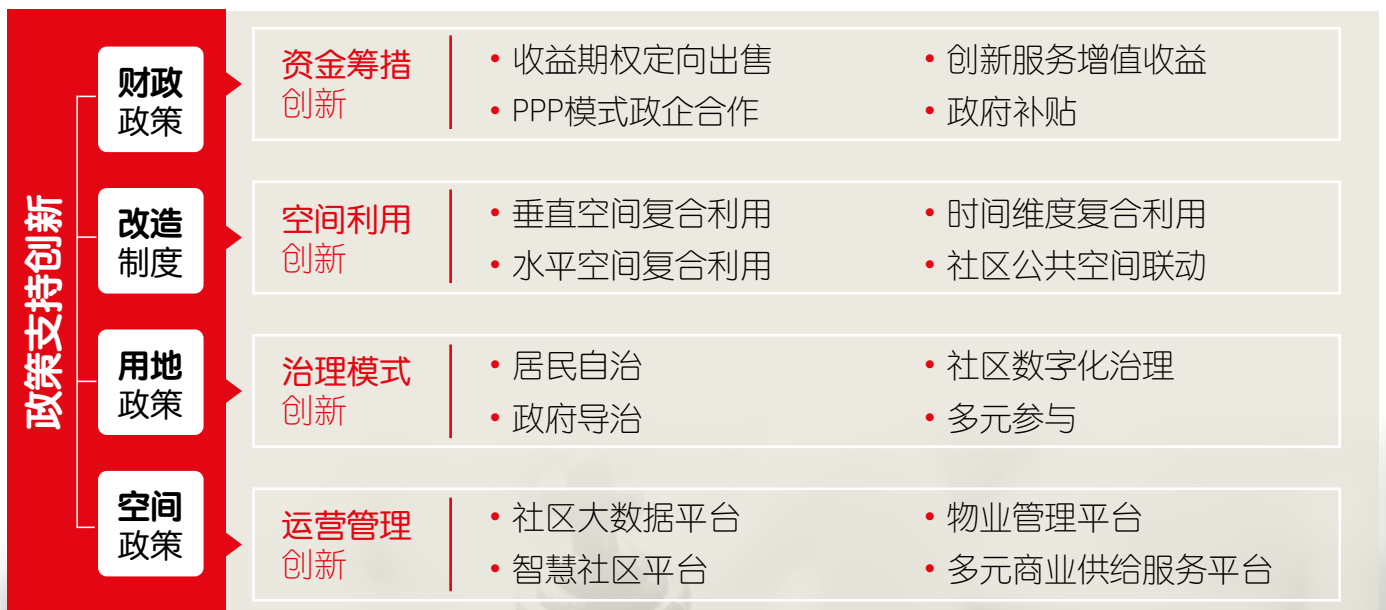 政策支持创新
财政
政策
资金筹措
创新
• 收益期权定向出售
• 创新服务增值收益
• PPP模式政企合作
• 政府补贴
改造
制度
空间利用
创新
• 垂直空间复合利用
• 时间维度复合利用
• 水平空间复合利用
• 社区公共空间联动
用地
政策
治理模式
创新
• 居民自治
• 社区数字化治理
• 政府导治
• 多元参与
空间
政策
运营管理
创新
• 社区大数据平台
• 物业管理平台
• 智慧社区平台
• 多元商业供给服务平台